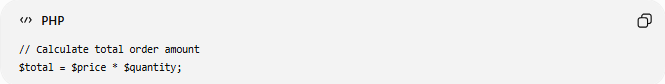 PHP
// Calculate total order amount
$total = $price * $quantity;